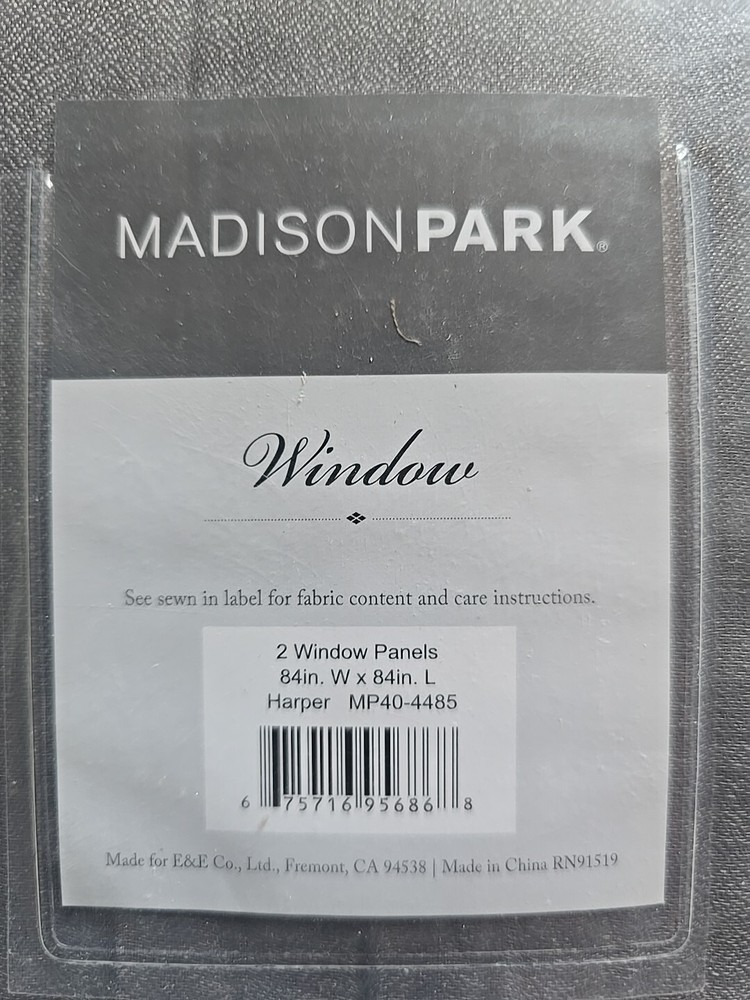 MADISONPARK®
Window
See sewn in label for fabric content and care instructions.
2 Window Panels
84in. W x 84in. L
Harper MP40-4485
6 75716 95686 8
Made for E&E Co., Ltd., Fremont, CA 94538 | Made in China RN91519